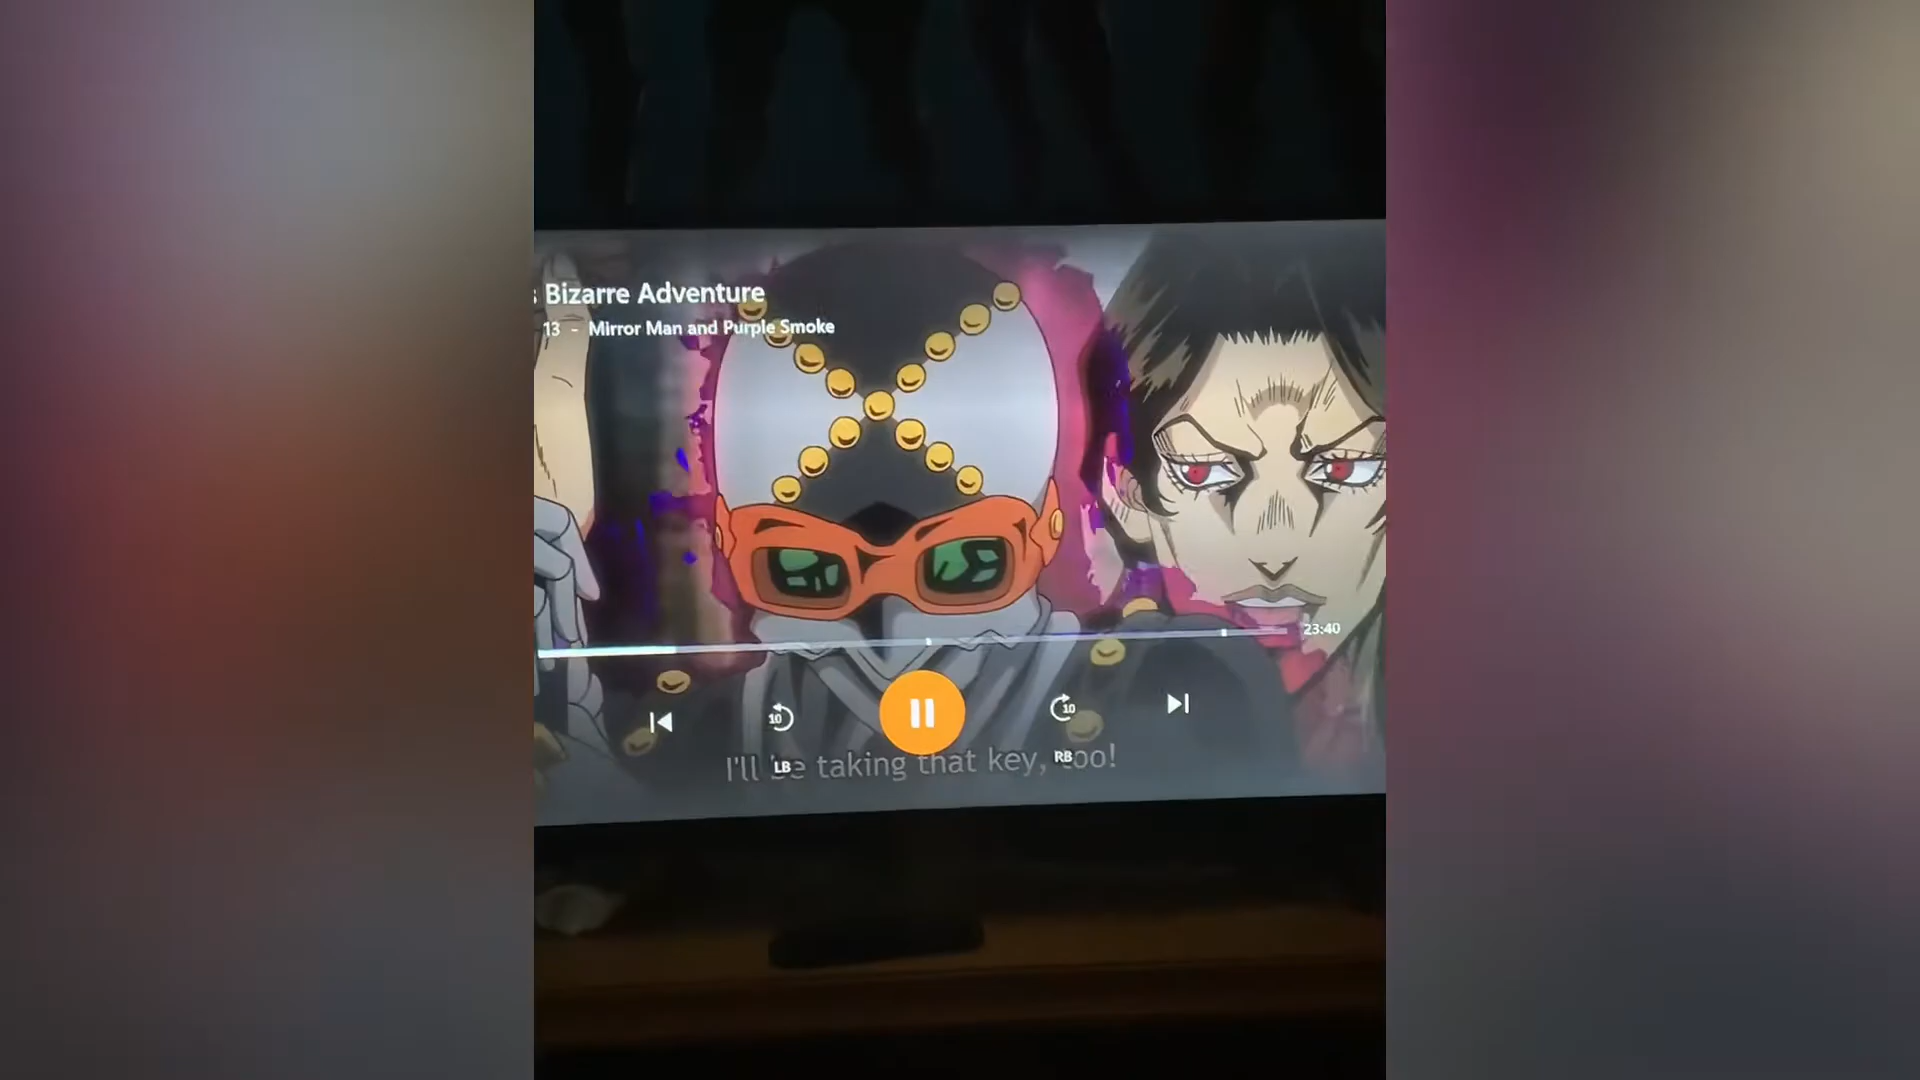 s Bizarre Adventure
13 - Mirror Man and Purple Smoke
23:40
10
10
LB
RB
I'll be taking that key, too!